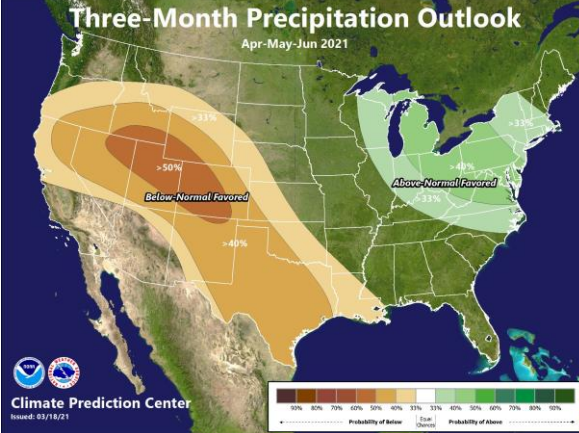 Three-Month Precipitation Outlook
Apr-May-Jun 2021
>33%
>33%
>50%
>40%
Below-Normal Favored
Above-Normal Favored
>33%
>40%
Climate Prediction Center
Issued: 03/18/21
90% 80% 70% 60% 50% 40% 33% 33% 40% 50% 60% 70% 80% 90%
Probability of Below Equal Chances Probability of Above